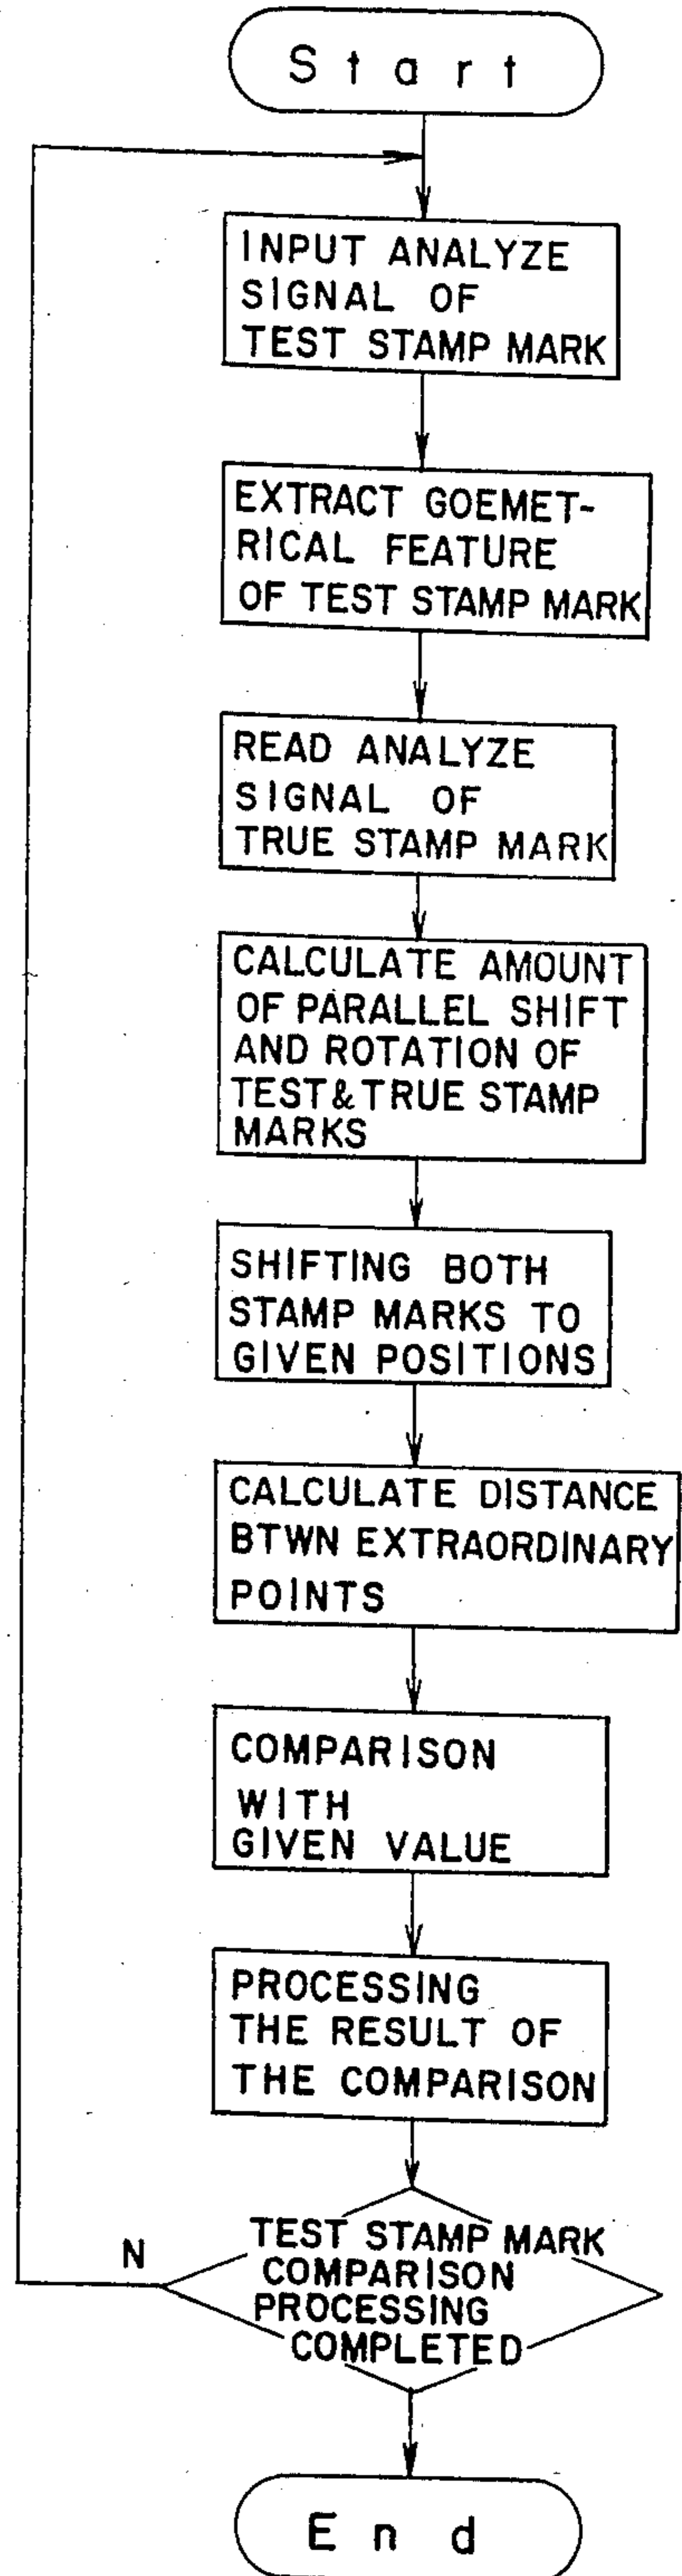 Start
INPUT ANALYZE
SIGNAL OF
TEST STAMP MARK
EXTRACT GOEMET-
RICAL FEATURE
OF TEST STAMP MARK
READ ANALYZE
SIGNAL OF
TRUE STAMP MARK
CALCULATE AMOUNT
OF PARALLEL SHIFT
AND ROTATION OF
TEST&TRUE STAMP
MARKS
SHIFTING BOTH
STAMP MARKS TO
GIVEN POSITIONS
CALCULATE DISTANCE
BTWN EXTRAORDINARY
POINTS
COMPARISON
WITH
GIVEN VALUE
PROCESSING
THE RESULT OF
THE COMPARISON
N
TEST STAMP MARK
COMPARISON
PROCESSING
COMPLETED
End